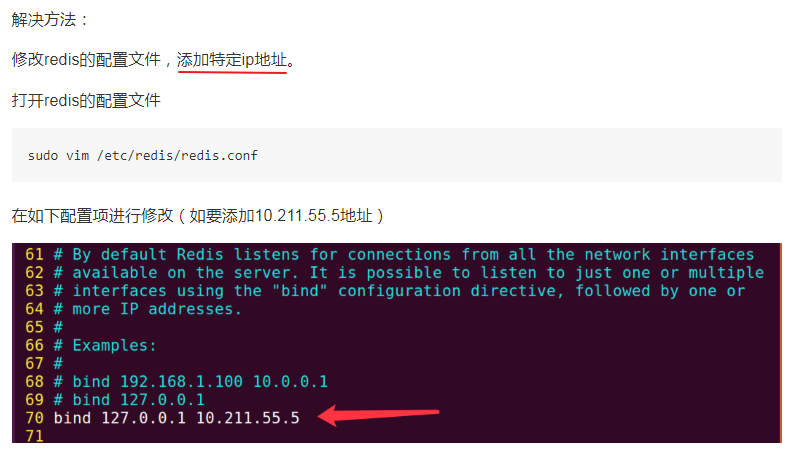 解决方法：
修改redis的配置文件，添加特定ip地址。
打开redis的配置文件
sudo vim /etc/redis/redis.conf
在如下配置项进行修改（如要添加10.211.55.5地址）
61 # By default Redis listens for connections from all the network interfaces
62 # available on the server. It is possible to listen to just one or multiple
63 # interfaces using the "bind" configuration directive, followed by one or
64 # more IP addresses.
65 #
66 # Examples:
67 #
68 # bind 192.168.1.100 10.0.0.1
69 # bind 127.0.0.1
70 bind 127.0.0.1 10.211.55.5
71